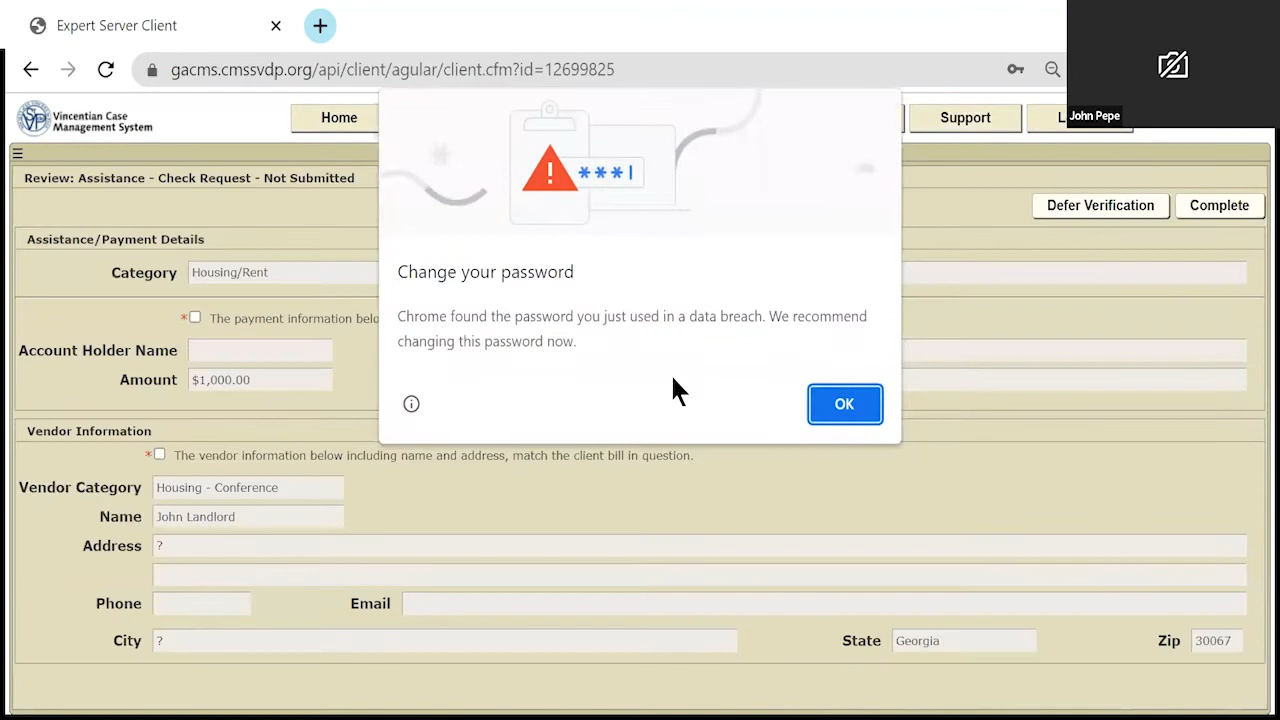 Expert Server Client
gacms.cmssvdp.org/api/client/agular/client.cfm?id=12699825
John Pepe
SVP
Vincentian Case
Management System
Home
Support
L
Review: Assistance - Check Request - Not Submitted
Defer Verification
Complete
***
Change your password
Chrome found the password you just used in a data breach. We recommend
changing this password now.
OK
Assistance/Payment Details
Category Housing/Rent
* The payment information belo
Account Holder Name
Amount $1,000.00
Vendor Information
* The vendor information below including name and address, match the client bill in question.
Vendor Category Housing - Conference
Name John Landlord
Address ?
Phone Email
City ? State Georgia Zip 30067